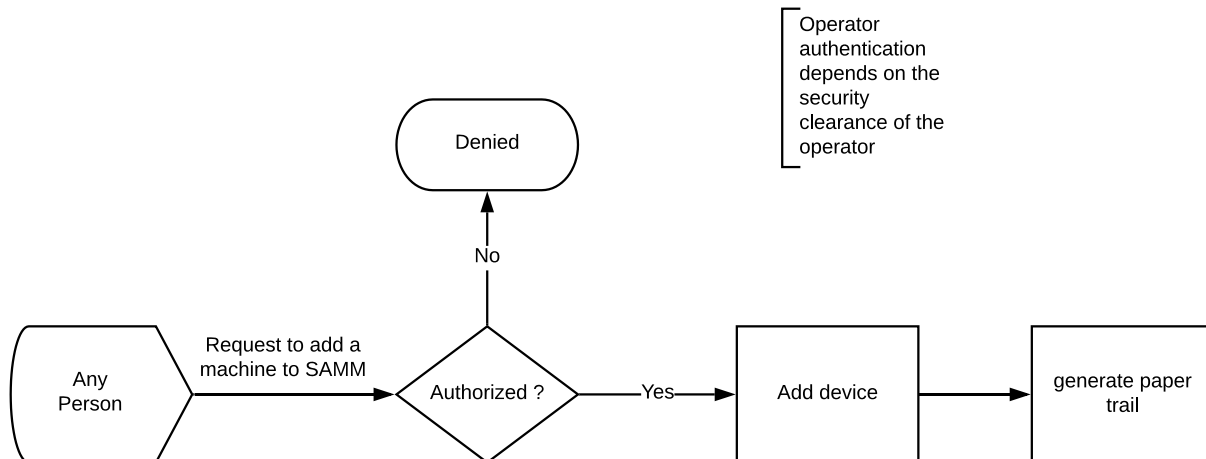 Operator
authentication
depends on the
security
clearance of the
operator
Denied
No
Request to add a
machine to SAMM
Any
Person
Authorized ?
Yes
Add device
generate paper
trail